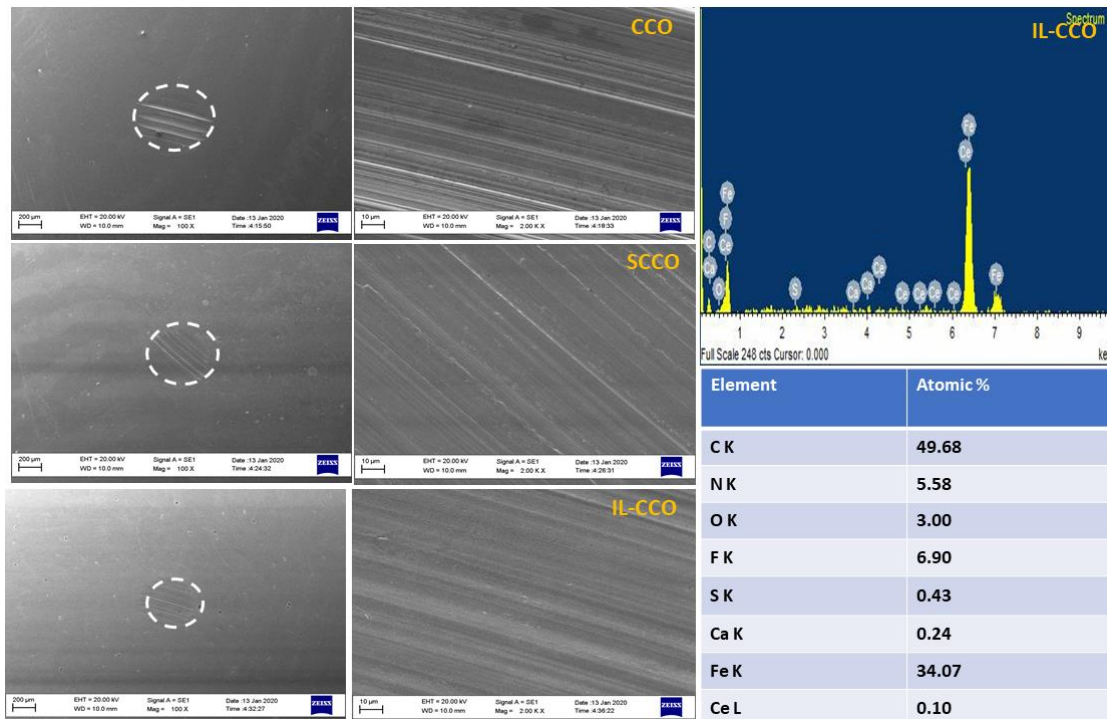 CCO
200 µm
EHT = 20.00 kV
Signal A = SE1
Date :13 Jan 2020
WD = 10.0 mm
Mag = 100 X
Time :4:15:50
ZEISS
10 µm
EHT = 20.00 kV
Signal A = SE1
Date :13 Jan 2020
WD = 10.0 mm
Mag = 2.00 K X
Time :4:18:33
ZEISS
SCCO
200 µm
EHT = 20.00 kV
Signal A = SE1
Date :13 Jan 2020
WD = 10.0 mm
Mag = 100 X
Time :4:24:32
ZEISS
10 µm
EHT = 20.00 kV
Signal A = SE1
Date :13 Jan 2020
WD = 10.0 mm
Mag = 2.00 K X
Time :4:26:31
ZEISS
IL-CCO
200 µm
EHT = 20.00 kV
Signal A = SE1
Date :13 Jan 2020
WD = 10.0 mm
Mag = 100 X
Time :4:32:27
ZEISS
10 µm
EHT = 20.00 kV
Signal A = SE1
Date :13 Jan 2020
WD = 10.0 mm
Mag = 2.00 K X
Time :4:36:22
ZEISS
Spectrum
IL-CCO
Fe
Ce
Fe
F
Ce
C
Ca
O
S
Ca
Ca
Ce
Ce
Ce
Ce
Ce
Fe
1 2 3 4 5 6 7 8 9
Full Scale 248 cts Cursor: 0.000
ke
Element Atomic %
C K 49.68
N K 5.58
O K 3.00
F K 6.90
S K 0.43
Ca K 0.24
Fe K 34.07
Ce L 0.10